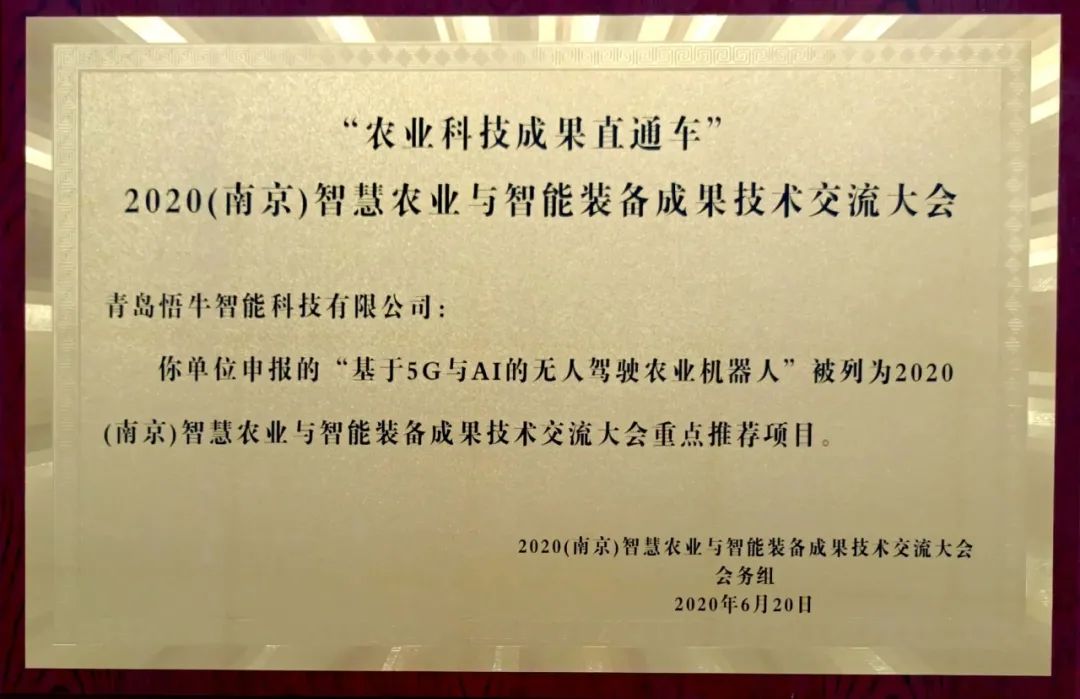 “农业科技成果直通车”
2020(南京)智慧农业与智能装备成果技术交流大会
青岛悟牛智能科技有限公司：
你单位申报的“基于5G与AI的无人驾驶农业机器人”被列为2020
(南京)智慧农业与智能装备成果技术交流大会重点推荐项目。
2020(南京)智慧农业与智能装备成果技术交流大会
会务组
2020年6月20日